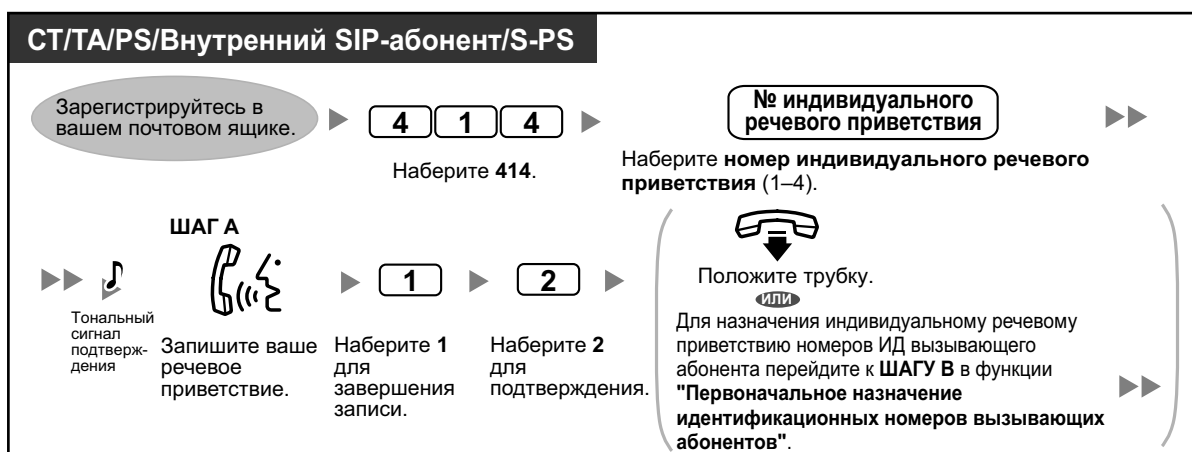 CT/TA/PS/Внутренний SIP-абонент/S-PS
Зарегистрируйтесь в
вашем почтовом ящике.
4 1 4
Наберите 414.
№ индивидуального
речевого приветствия
Наберите номер индивидуального речевого
приветствия (1–4).
Тональный
сигнал
подтверж-
дения
ШАГ A
Запишите ваше
речевое
приветствие.
1
Наберите 1
для
завершения
записи.
2
Наберите 2
для
подтверждения.
Положите трубку.
ИЛИ
Для назначения индивидуальному речевому
приветствию номеров ИД вызывающего
абонента перейдите к ШАГУ B в функции
"Первоначальное назначение
идентификационных номеров вызывающих
абонентов".